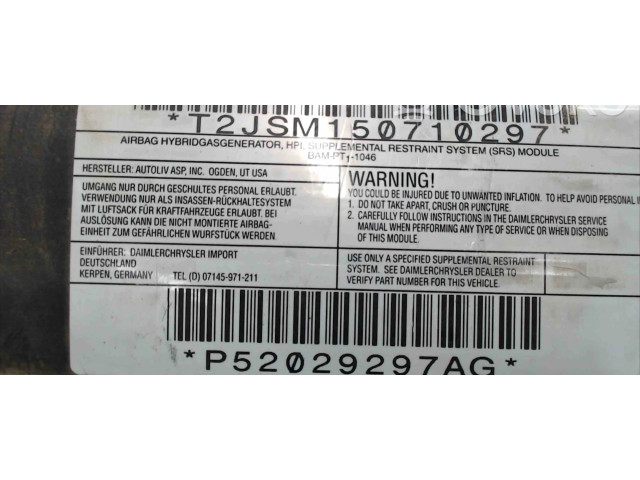 *T2JSM150710297*
AIRBAG HYBRIDGASGENERATOR, HPI, SUPPLEMENTAL RESTRAINT SYSTEM (SRS) MODULE
BAM-PT1-1046
HERSTELLER: AUTOLIV ASP, INC. OGDEN, UT USA
UMGANG NUR DURCH GESCHULTES PERSONAL ERLAUBT.
VERWENDUNG NUR ALS INSASSEN-RÜCKHALTESYSTEM
MIT LUFTSACK FÜR KRAFTFAHRZEUGE ERLAUBT.
BEI UNZULÄSSIGEM UMGANG MÖCHTE AIRBAG-
EINHEIT ZUM GEFÄHRLICHEN WURFSTÜCK WERDEN.
EINFÜHRER: DAIMLERCHRYSLER IMPORT
DEUTSCHLAND
KERPEN, GERMANY TEL (D) 07145-971-211
WARNING!
YOU COULD BE INJURED DUE TO UNWANTED INFLATION. TO HELP AVOID PERSONAL
1. DO NOT TAKE APART, CRUSH OR PUNCTURE.
2. CAREFULLY FOLLOW INSTRUCTIONS IN THE DAIMLERCHRYSLER SERVICE
MANUAL WHEN PERFORMING ANY TYPE OF SERVICE OR WHEN DISPOSING
OF THIS MODULE.
USE ONLY A SPECIFIED SUPPLEMENTAL RESTRAINT
SYSTEM. SEE DAIMLERCHRYSLER DEALER TO
VERIFY PART NUMBER FOR THIS VEHICLE.
*P52029297AG*